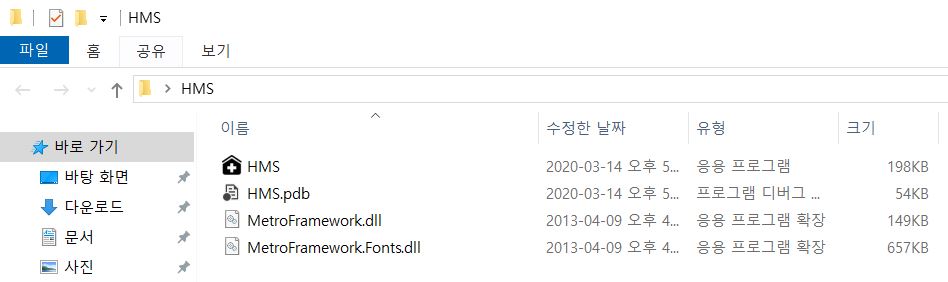 HMS
파일 홈 공유 보기
HMS
이름 수정한 날짜 유형 크기
바로 가기
바탕 화면
다운로드
문서
사진
HMS 2020-03-14 오후 5... 응용 프로그램 198KB
HMS.pdb 2020-03-14 오후 5... 프로그램 디버그 ... 54KB
MetroFramework.dll 2013-04-09 오후 4... 응용 프로그램 확장 149KB
MetroFramework.Fonts.dll 2013-04-09 오후 4... 응용 프로그램 확장 657KB